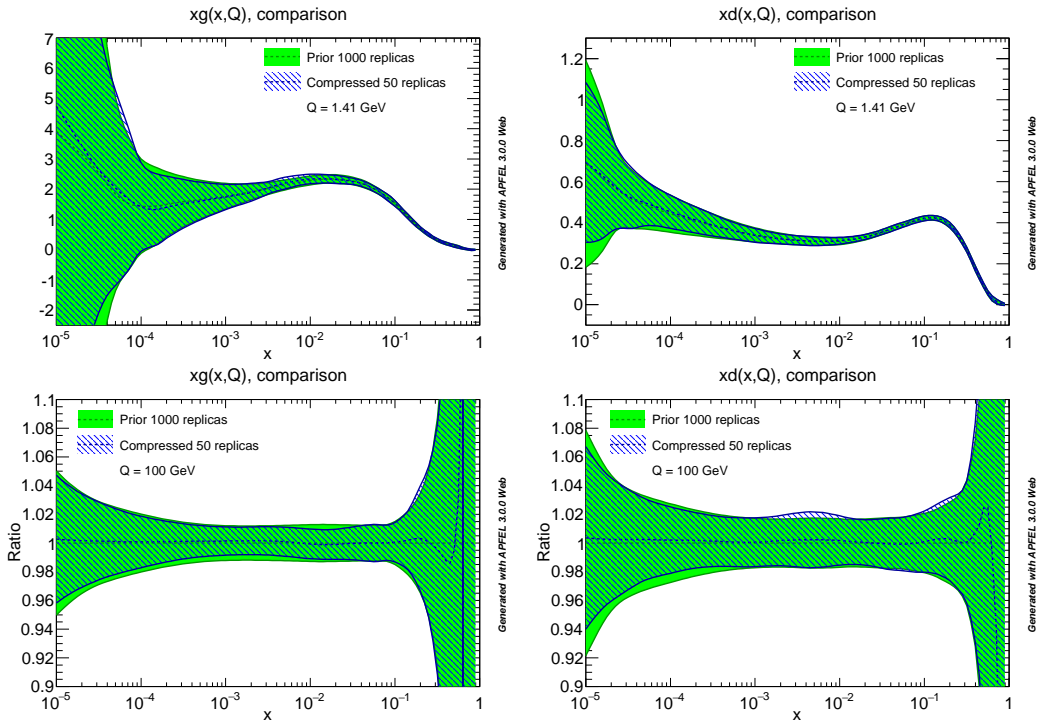 xg(x,Q), comparison
7
6
5
4
3
2
1
0
-1
-2
Prior 1000 replicas
Compressed 50 replicas
Q = 1.41 GeV
Generated with APFEL 3.0.0 Web
10⁻⁵ 10⁻⁴ 10⁻³ 10⁻² 10⁻¹ 1
x
xd(x,Q), comparison
1.2
1
0.8
0.6
0.4
0.2
0
Prior 1000 replicas
Compressed 50 replicas
Q = 1.41 GeV
Generated with APFEL 3.0.0 Web
10⁻⁵ 10⁻⁴ 10⁻³ 10⁻² 10⁻¹ 1
x
xg(x,Q), comparison
1.1
1.08
1.06
1.04
1.02
1
0.98
0.96
0.94
0.92
0.9
Ratio
Prior 1000 replicas
Compressed 50 replicas
Q = 100 GeV
Generated with APFEL 3.0.0 Web
10⁻⁵ 10⁻⁴ 10⁻³ 10⁻² 10⁻¹ 1
x
xd(x,Q), comparison
1.1
1.08
1.06
1.04
1.02
1
0.98
0.96
0.94
0.92
0.9
Ratio
Prior 1000 replicas
Compressed 50 replicas
Q = 100 GeV
Generated with APFEL 3.0.0 Web
10⁻⁵ 10⁻⁴ 10⁻³ 10⁻² 10⁻¹ 1
x